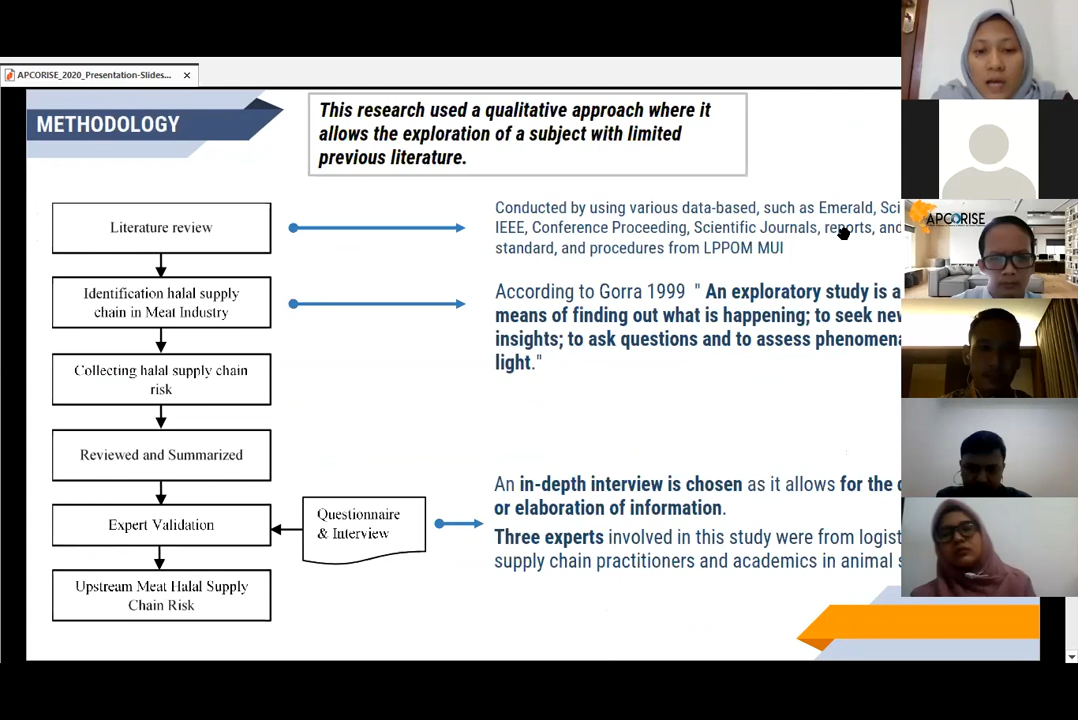 APCORISE_2020_Presentation-Slides...
METHODOLOGY
This research used a qualitative approach where it
allows the exploration of a subject with limited
previous literature.
Literature review
Conducted by using various data-based, such as Emerald, Sci
IEEE, Conference Proceeding, Scientific Journals, reports, and
standard, and procedures from LPPOM MUI
Identification halal supply
chain in Meat Industry
According to Gorra 1999 " An exploratory study is a
means of finding out what is happening; to seek new
insights; to ask questions and to assess phenomena
light."
Collecting halal supply chain
risk
Reviewed and Summarized
Expert Validation
Questionnaire
& Interview
An in-depth interview is chosen as it allows for the
or elaboration of information.
Three experts involved in this study were from logist
supply chain practitioners and academics in animal s
Upstream Meat Halal Supply
Chain Risk
APCORISE